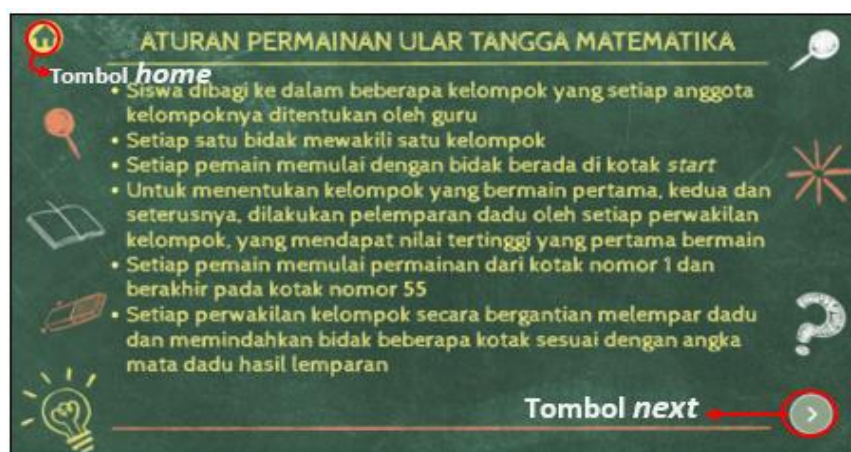 ATURAN PERMAINAN ULAR TANGGA MATEMATIKA
Tombol home
• Siswa dibagi ke dalam beberapa kelompok yang setiap anggota
kelompoknya ditentukan oleh guru
• Setiap satu bidak mewakili satu kelompok
• Setiap pemain memulai dengan bidak berada di kotak start
• Untuk menentukan kelompok yang bermain pertama, kedua dan
seterusnya, dilakukan pelemparan dadu oleh setiap perwakilan
kelompok, yang mendapat nilai tertinggi yang pertama bermain
• Setiap pemain memulai permainan dari kotak nomor 1 dan
berakhir pada kotak nomor 55
• Setiap perwakilan kelompok secara bergantian melempar dadu
dan memindahkan bidak beberapa kotak sesuai dengan angka
mata dadu hasil lemparan
Tombol next